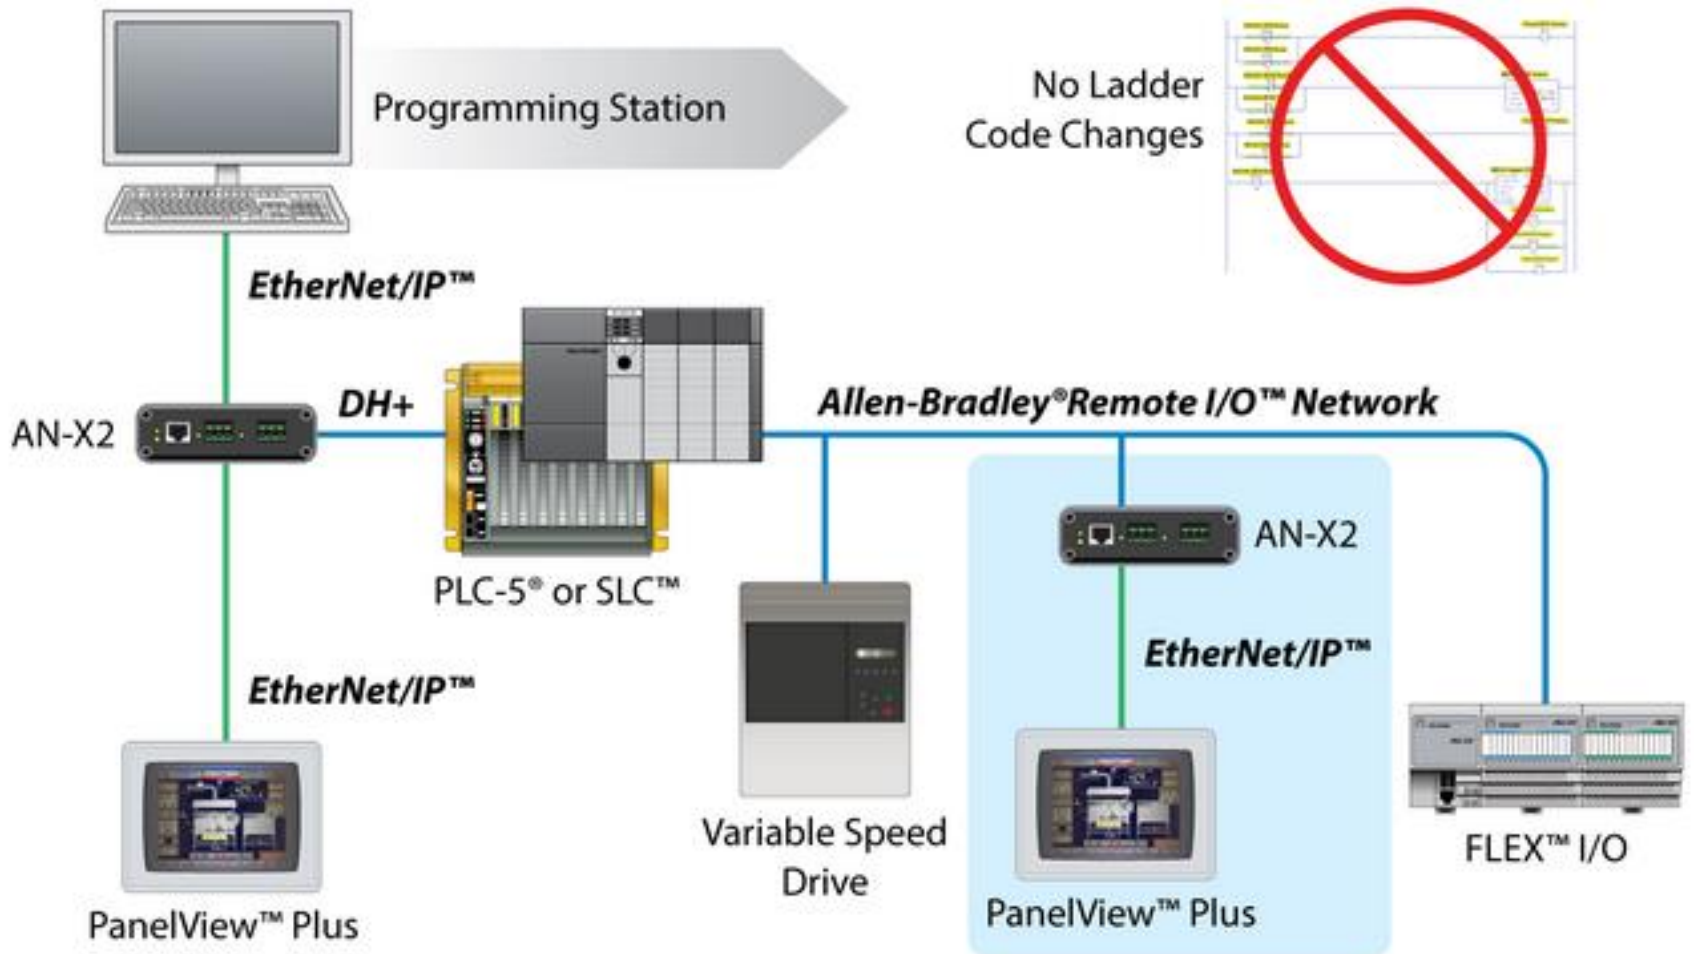 Programming Station
No Ladder
Code Changes
EtherNet/IP™
AN-X2
DH+
Allen-Bradley®Remote I/O™ Network
PLC-5® or SLC™
AN-X2
EtherNet/IP™
EtherNet/IP™
Variable Speed
Drive
FLEX™ I/O
PanelView™ Plus
PanelView™ Plus